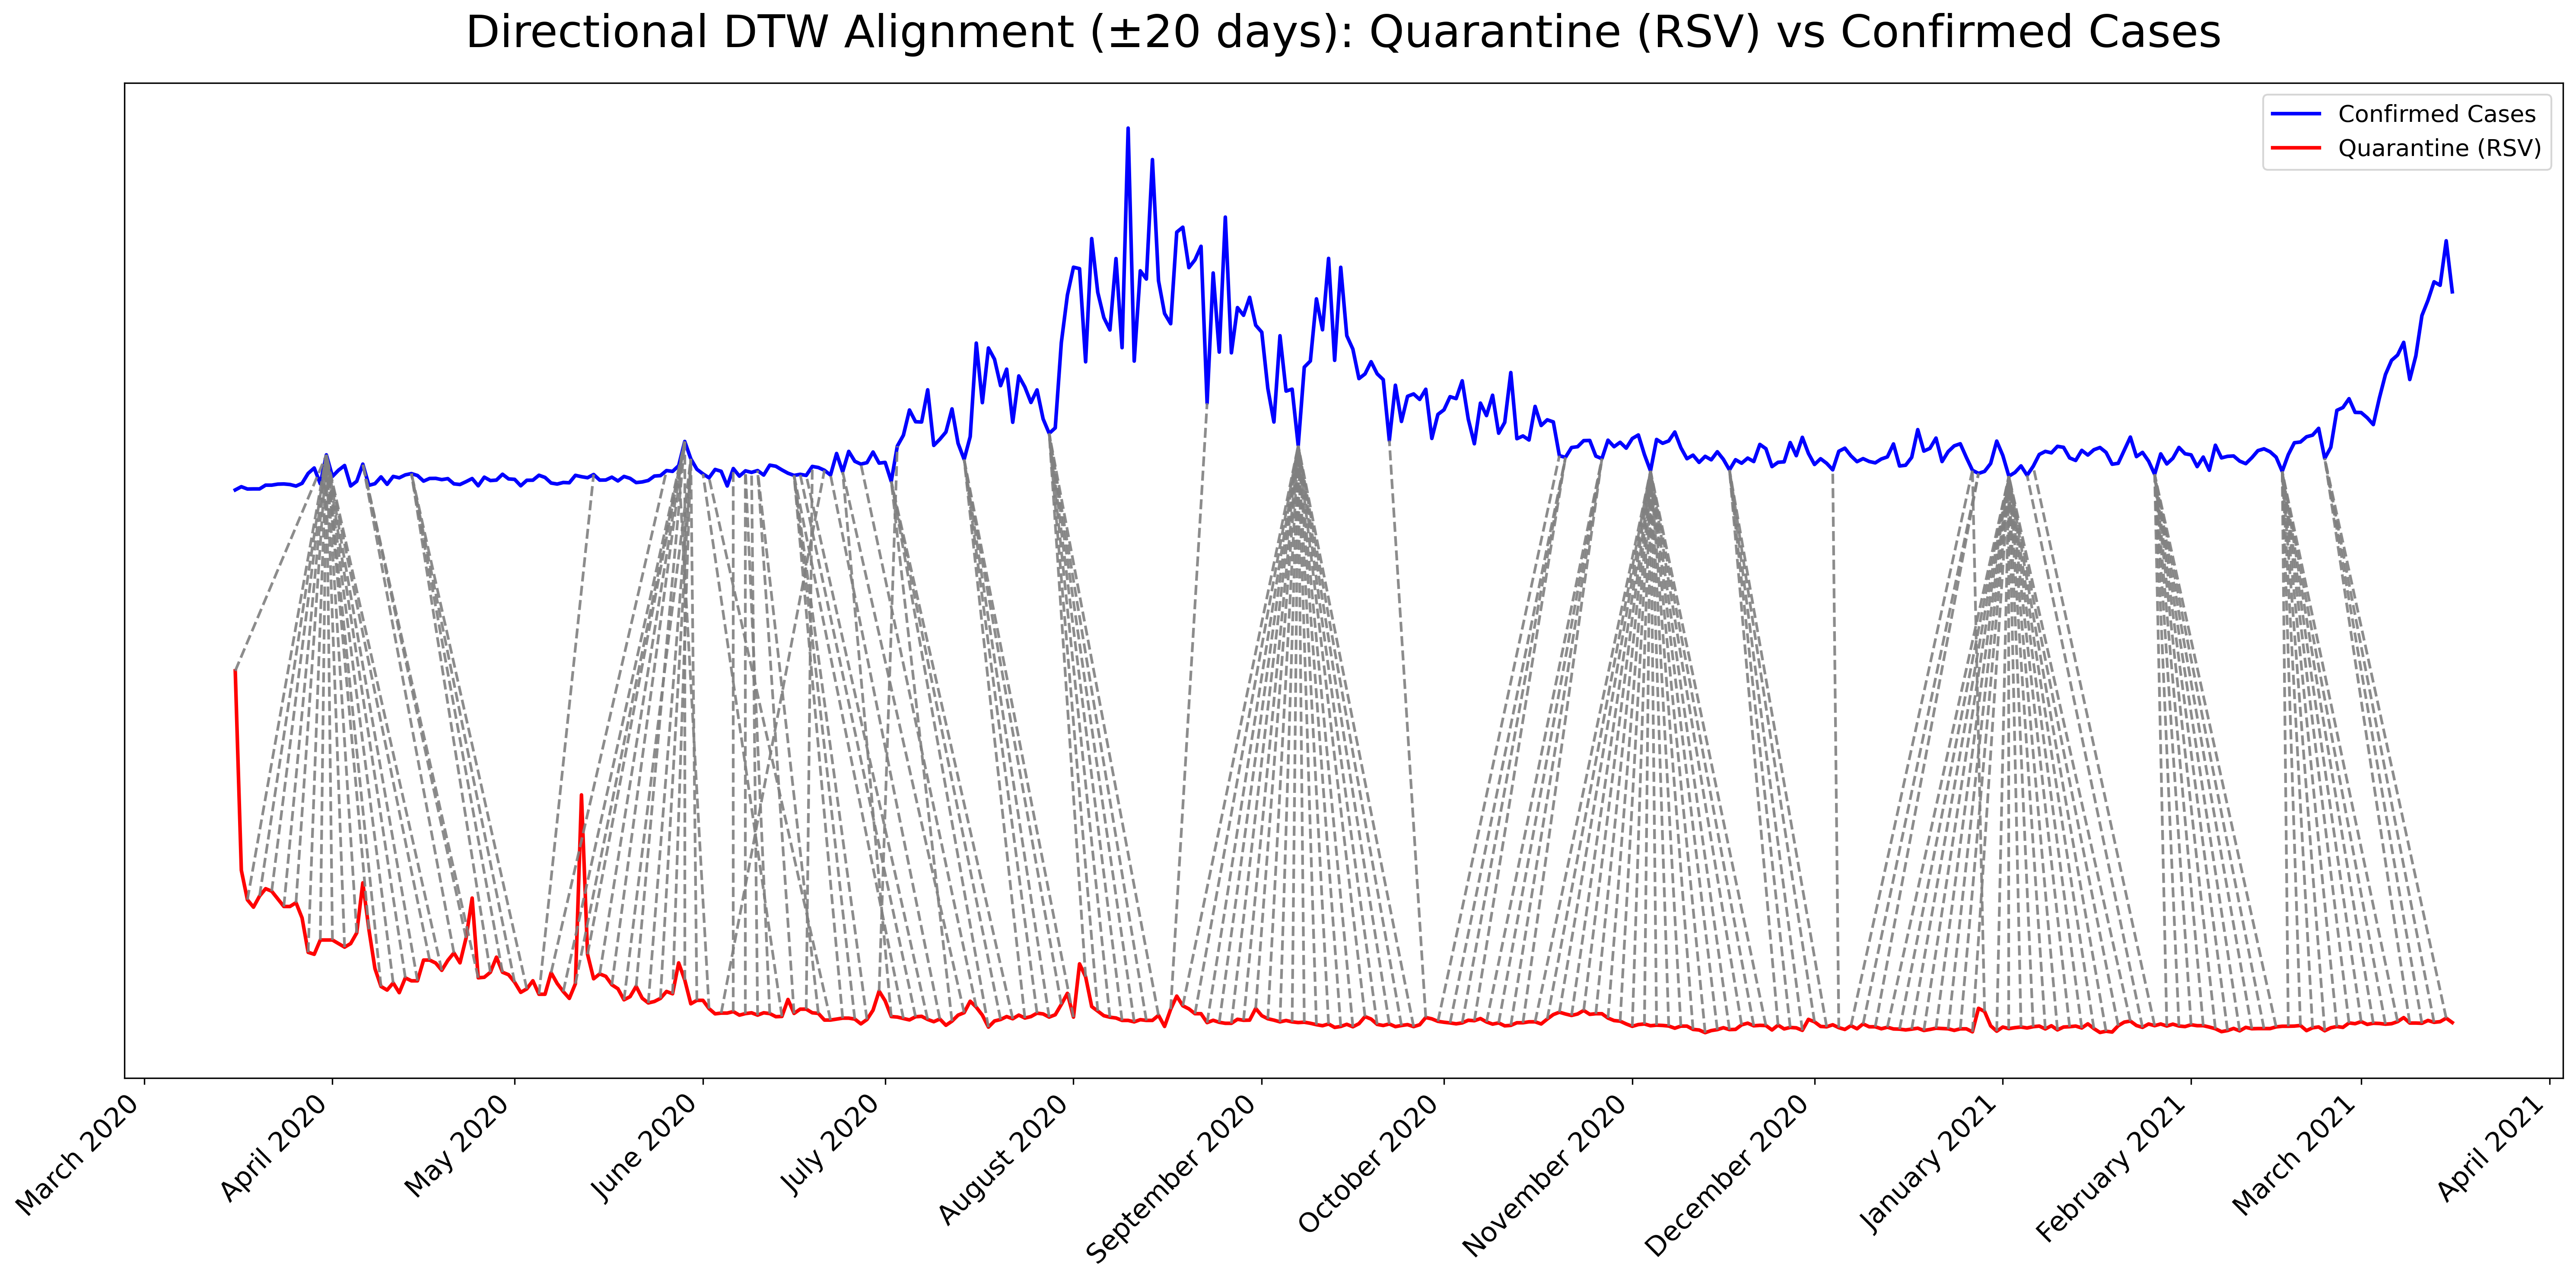 Directional DTW Alignment (±20 days): Quarantine (RSV) vs Confirmed Cases
Confirmed Cases
Quarantine (RSV)
March 2020
April 2020
May 2020
June 2020
July 2020
August 2020
September 2020
October 2020
November 2020
December 2020
January 2021
February 2021
March 2021
April 2021